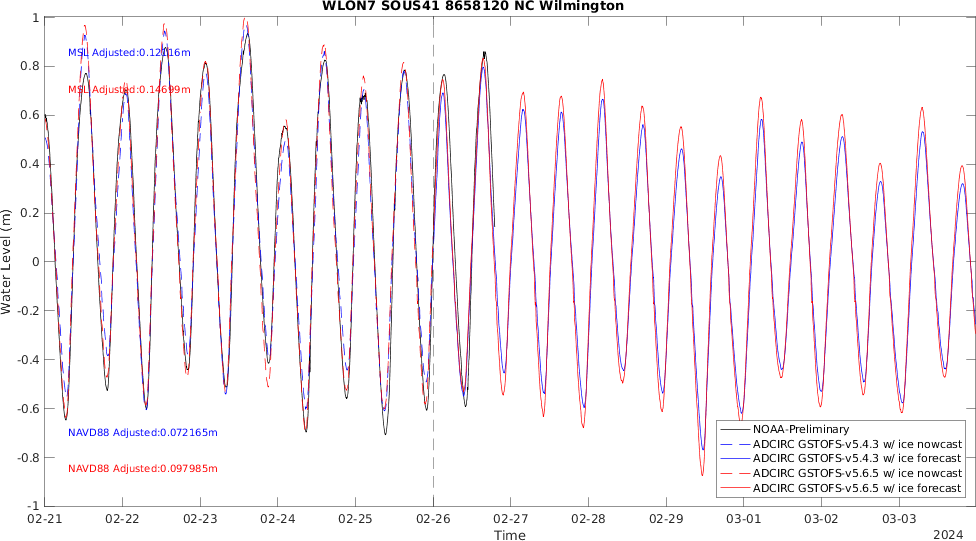 WLON7 SOUS41 8658120 NC Wilmington
Water Level (m)
1
0.8
0.6
0.4
0.2
0
-0.2
-0.4
-0.6
-0.8
-1
MSL Adjusted:0.12116m
MSL Adjusted:0.14699m
NAVD88 Adjusted:0.072165m
NAVD88 Adjusted:0.097985m
NOAA-Preliminary
ADCIRC GSTOFS-v5.4.3 w/ ice nowcast
ADCIRC GSTOFS-v5.4.3 w/ ice forecast
ADCIRC GSTOFS-v5.6.5 w/ ice nowcast
ADCIRC GSTOFS-v5.6.5 w/ ice forecast
02-21 02-22 02-23 02-24 02-25 02-26 02-27 02-28 02-29 03-01 03-02 03-03
Time
2024